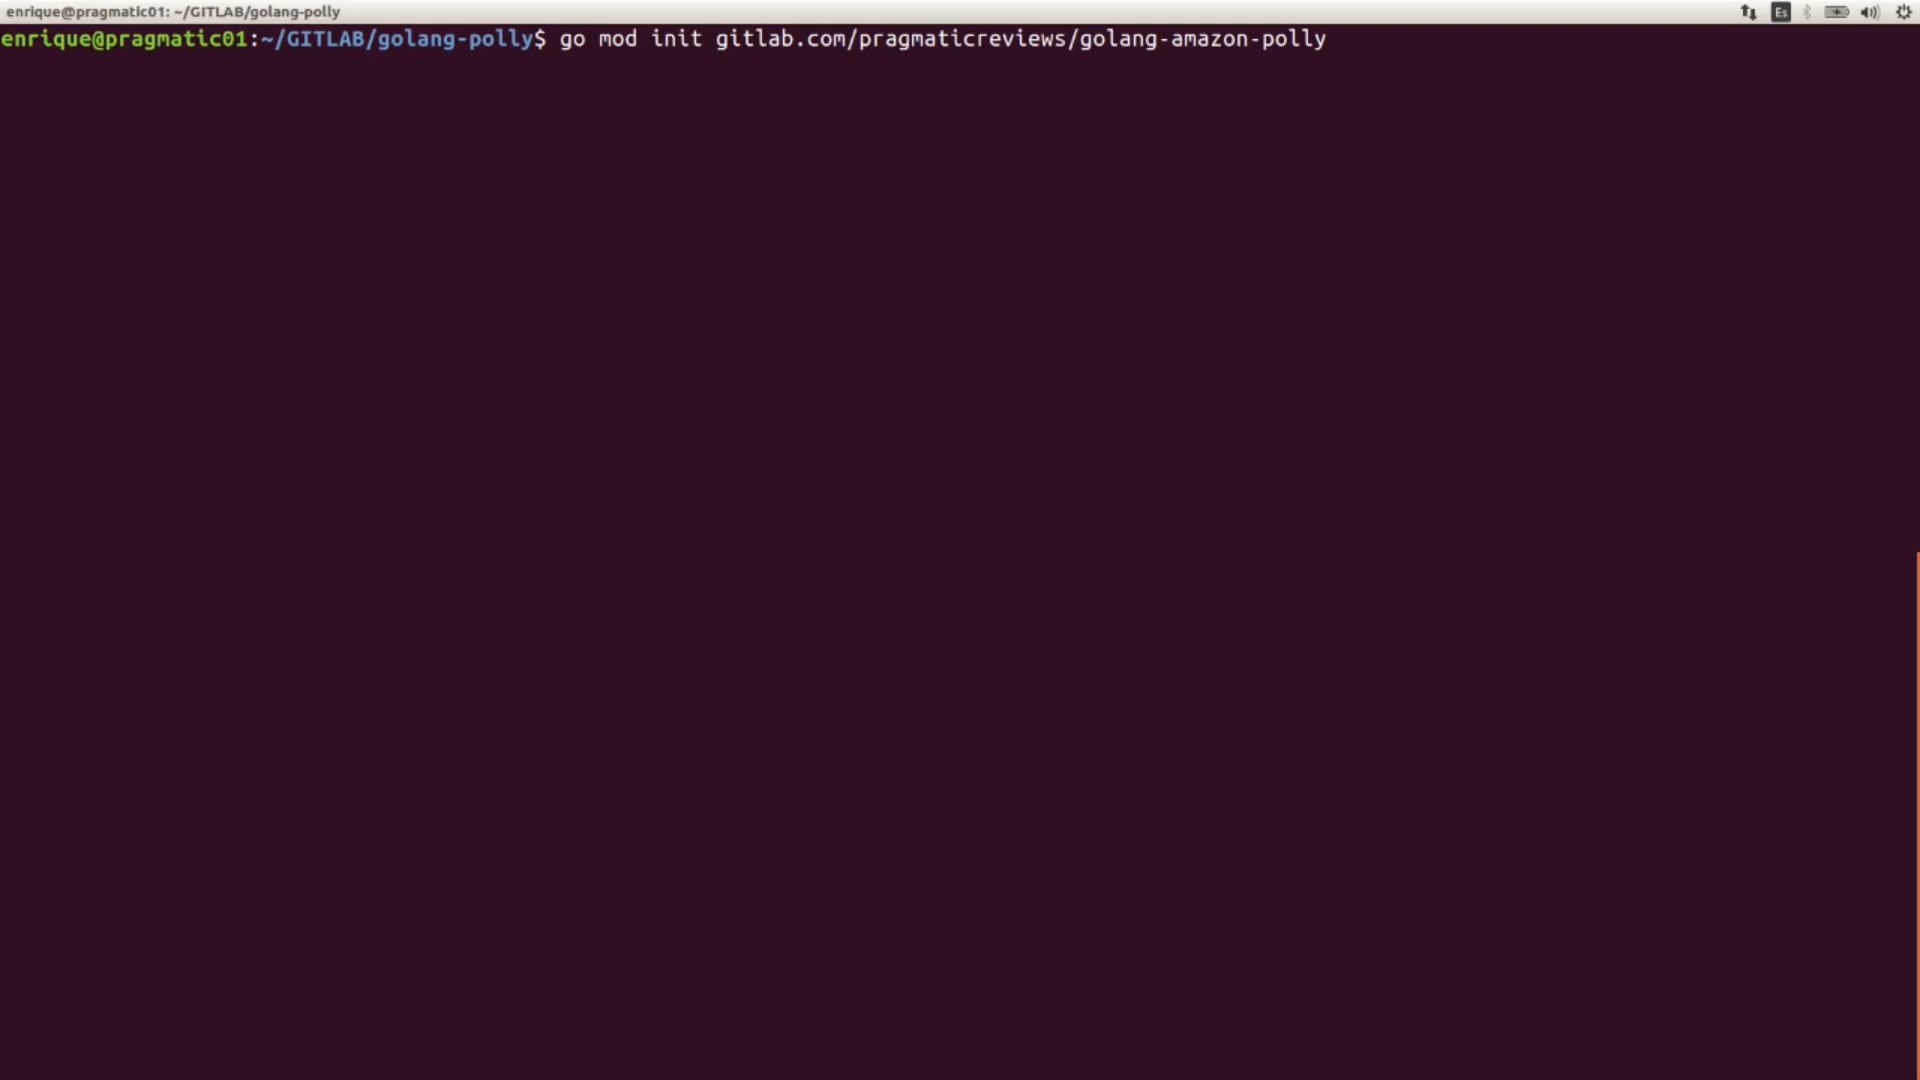 enrique@pragmatic01: ~/GITLAB/golang-polly
Es
enrique@pragmatic01:~/GITLAB/golang-polly$ go mod init gitlab.com/pragmaticreviews/golang-amazon-polly